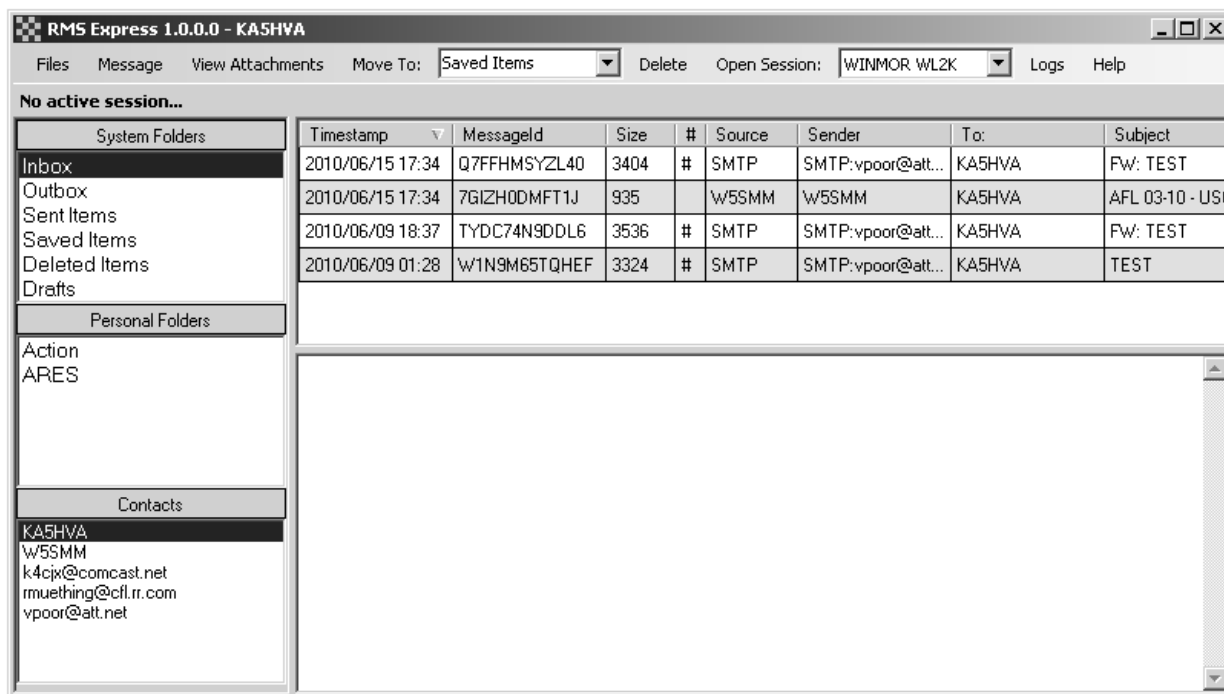 RMS Express 1.0.0.0 - KA5HVA
Files Message View Attachments Move To: Saved Items Delete Open Session: WINMOR WL2K Logs Help
No active session...
System Folders
Inbox
Outbox
Sent Items
Saved Items
Deleted Items
Drafts
Personal Folders
Action
ARES
Contacts
KA5HVA
W5SMM
k4cjx@comcast.net
rmuething@cfl.rr.com
vpoor@att.net
Timestamp MessageId Size # Source Sender To: Subject
2010/06/15 17:34 Q7FFHMSYZL40 3404 # SMTP SMTP:vpoor@att... KA5HVA FW: TEST
2010/06/15 17:34 7GIZH0DMFT1J 935 W5SMM W5SMM KA5HVA AFL 03-10 - US
2010/06/09 18:37 TYDC74N9DDL6 3536 # SMTP SMTP:vpoor@att... KA5HVA FW: TEST
2010/06/09 01:28 W1N9M65TQHEF 3324 # SMTP SMTP:vpoor@att... KA5HVA TEST